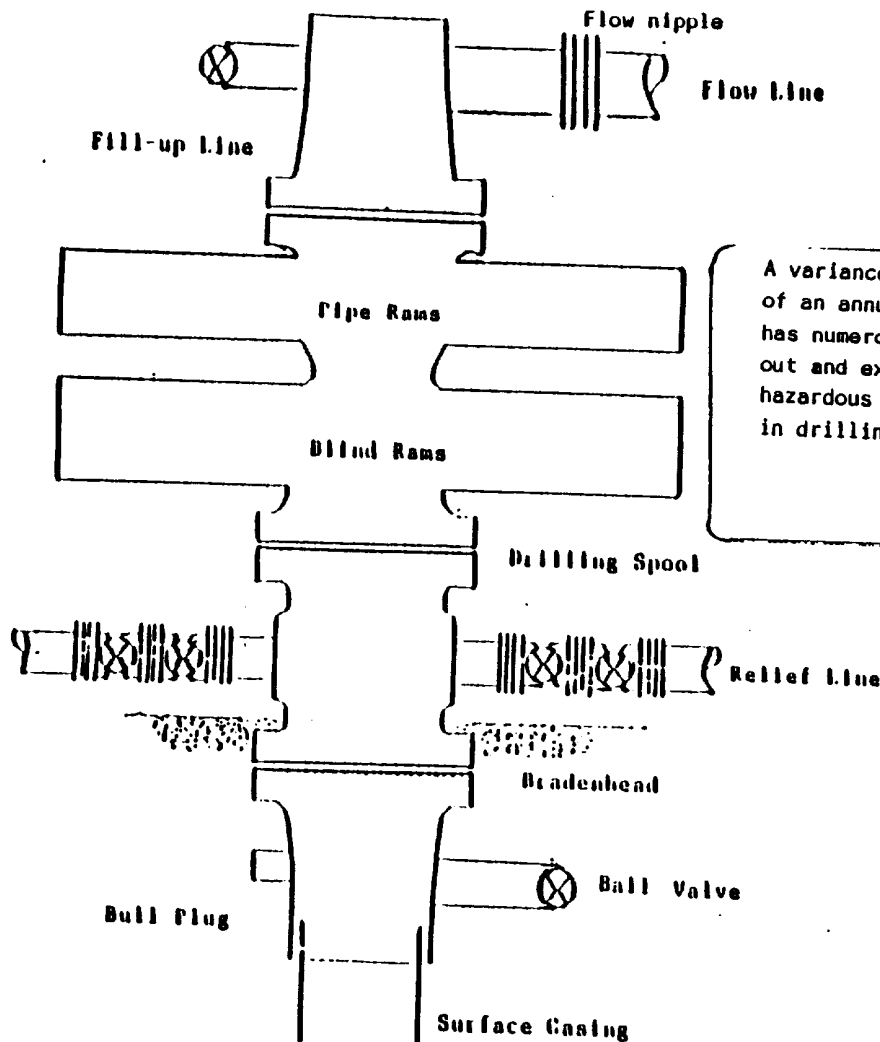 Flow nipple
Flow Line
Fill-up Line
A variance
of an annu
has numero
out and ex
hazardous
in drillin
Pipe Rams
Blind Rams
Drilling Spool
Relief Line
Bradenhead
Ball Valve
Bull Plug
Surface Casing